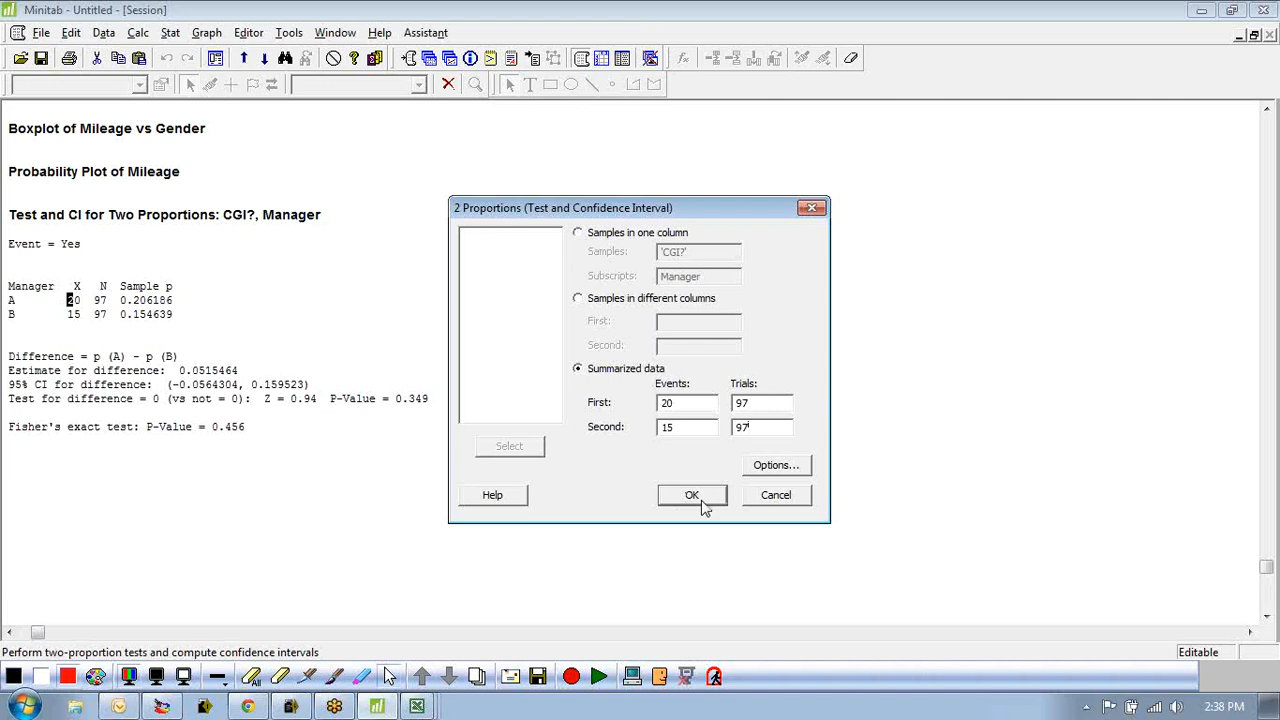 Minitab - Untitled - [Session]
File Edit Data Calc Stat Graph Editor Tools Window Help Assistant
Boxplot of Mileage vs Gender
Probability Plot of Mileage
Test and CI for Two Proportions: CGI?, Manager
Event = Yes
Manager X N Sample p
A 20 97 0.206186
B 15 97 0.154639
Difference = p (A) - p (B)
Estimate for difference: 0.0515464
95% CI for difference: (-0.0564304, 0.159523)
Test for difference = 0 (vs not = 0): Z = 0.94 P-Value = 0.349
Fisher's exact test: P-Value = 0.456
2 Proportions (Test and Confidence Interval)
Samples in one column
Samples: 'CGI?'
Subscripts: Manager
Samples in different columns
First:
Second:
Summarized data
Events: Trials:
First: 20 97
Second: 15 97
Select
Options...
Help OK Cancel
Perform two-proportion tests and compute confidence intervals
Editable
All
2:38 PM